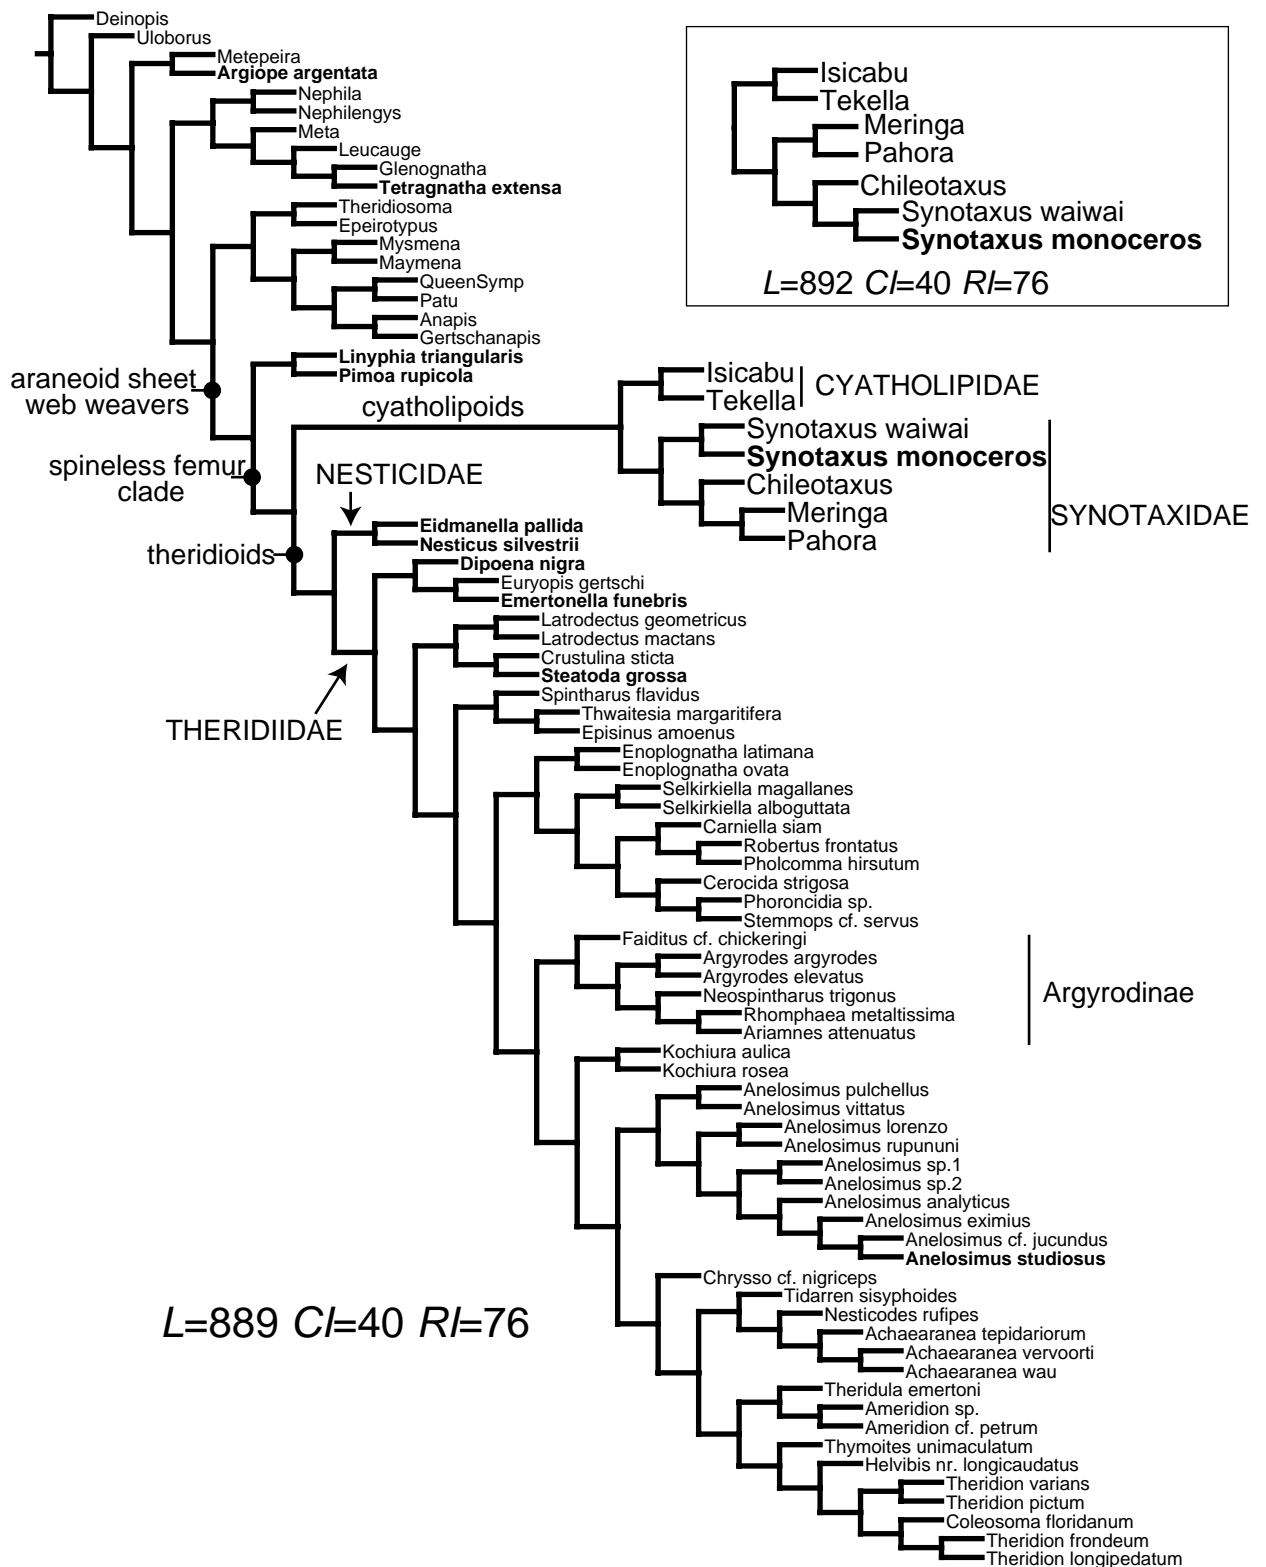 Deinopis
Uloborus
Metepeira
Argiope argentata
Nephila
Nephilengys
Meta
Leucauge
Glenognatha
Tetragnatha extensa
Theridiosoma
Epeirotypus
Mysmena
Maymena
QueenSymp
Patu
Anapis
Gertschanapis
Linyphia triangularis
Pimoa rupicola
araneoid sheet
web weavers
spineless femur
clade
theridioids
cyatholipoids
Isicabu
Tekella
Meringa
Pahora
Chileotaxus
Synotaxus waiwai
Synotaxus monoceros
L=892 CI=40 RI=76
Isicabu
Tekella
CYATHOLIPIDAE
Synotaxus waiwai
Synotaxus monoceros
Chileotaxus
Meringa
Pahora
SYNOTAXIDAE
NESTICIDAE
Eidmanella pallida
Nesticus silvestrii
Dipoena nigra
Euryopis gertschi
Emertonella funebris
Latrodectus geometricus
Latrodectus mactans
Crustulina sticta
Steatoda grossa
THERIDIIDAE
Spintharus flavidus
Thwaitesia margaritifera
Episinus amoenus
Enoplognatha latimana
Enoplognatha ovata
Selkirkiella magallanes
Selkirkiella alboguttata
Carniella siam
Robertus frontatus
Pholcomma hirsutum
Cerocida strigosa
Phoroncidia sp.
Stemmops cf. servus
Faiditus cf. chickeringi
Argyrodes argyrodes
Argyrodes elevatus
Neospintharus trigonus
Rhomphaea metaltissima
Ariamnes attenuatus
Argyrodinae
Kochiura aulica
Kochiura rosea
Anelosimus pulchellus
Anelosimus vittatus
Anelosimus lorenzo
Anelosimus rupununi
Anelosimus sp.1
Anelosimus sp.2
Anelosimus analyticus
Anelosimus eximius
Anelosimus cf. jucundus
Anelosimus studiosus
Chrysso cf. nigriceps
Tidarren sisyphoides
Nesticodes rufipes
Achaearanea tepidariorum
Achaearanea vervoorti
Achaearanea wau
Theridula emertoni
Ameridion sp.
Ameridion cf. petrum
Thymoites unimaculatum
Helvibis nr. longicaudatus
Theridion varians
Theridion pictum
Coleosoma floridanum
Theridion frondeum
Theridion longipedatum
L=889 CI=40 RI=76